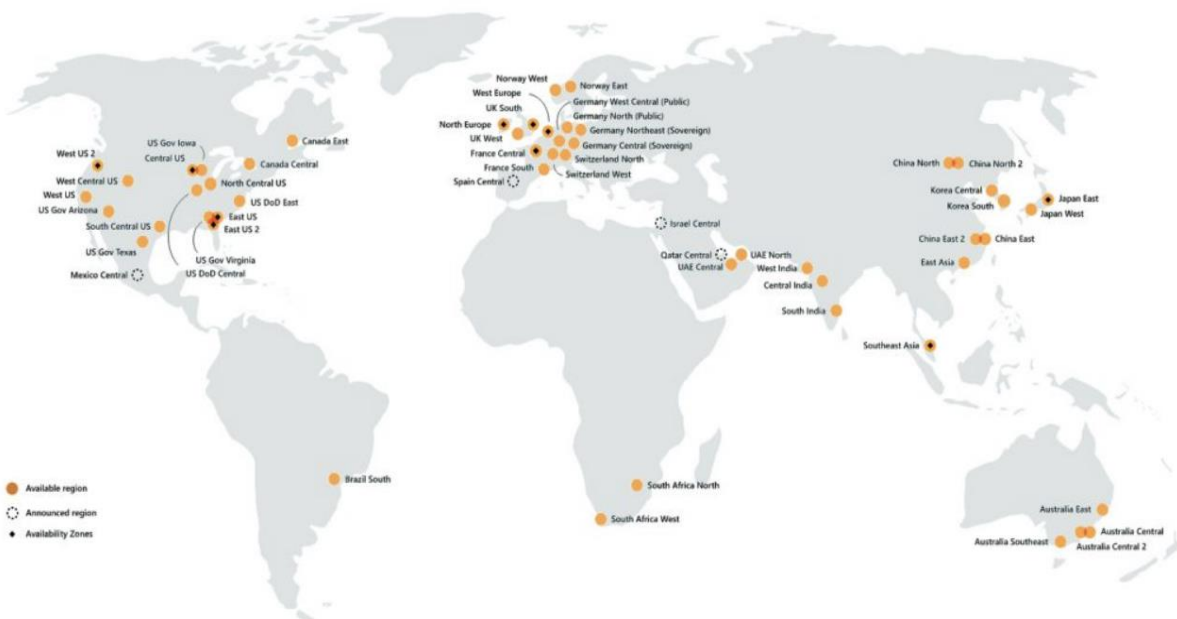 Norway West
Norway East
West Europe
Germany West Central (Public)
UK South
Germany North (Public)
North Europe
Germany Northeast (Sovereign)
UK West
Germany Central (Sovereign)
France Central
Switzerland North
France South
Switzerland West
Spain Central
US Gov Iowa
Canada East
West US 2
Central US
Canada Central
West Central US
North Central US
West US
US DoD East
US Gov Arizona
East US
South Central US
East US 2
US Gov Texas
US Gov Virginia
Mexico Central
US DoD Central
Israel Central
Qatar Central
UAE North
UAE Central
West India
Central India
South India
China North
China North 2
Korea Central
Korea South
Japan East
Japan West
China East 2
China East
East Asia
Southeast Asia
Brazil South
South Africa North
South Africa West
Australia East
Australia Central
Australia Southeast
Australia Central 2
Available region
Announced region
Availability Zones